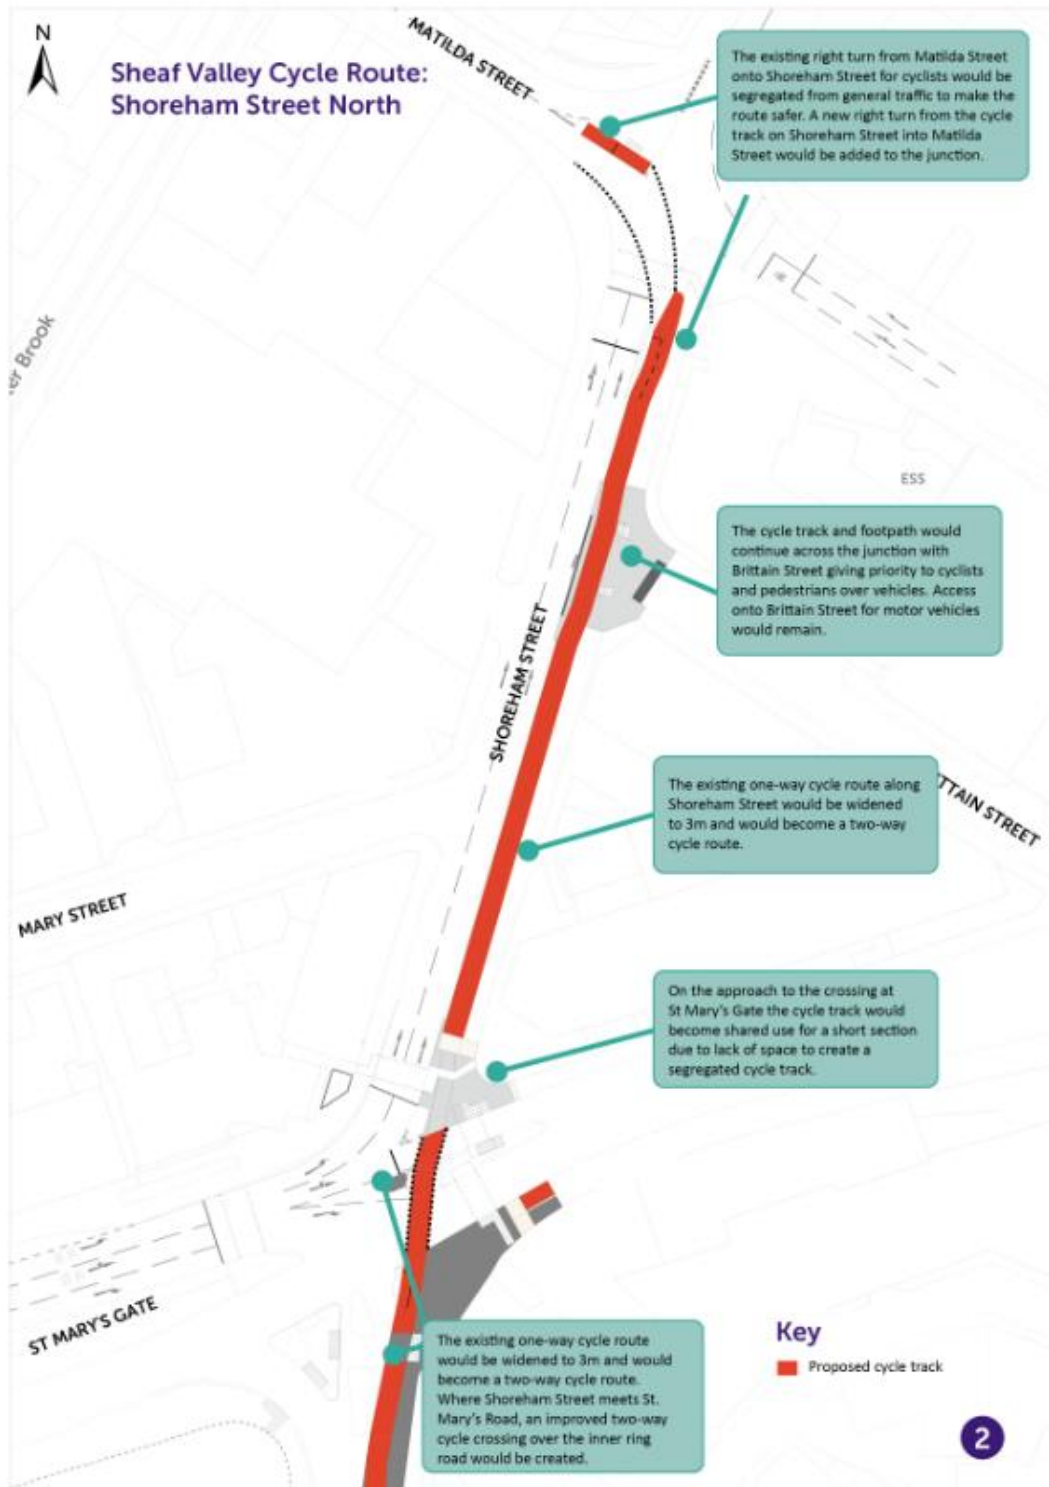 N
Sheaf Valley Cycle Route:
Shoreham Street North
MATILDA STREET
The existing right turn from Matilda Street
onto Shoreham Street for cyclists would be
segregated from general traffic to make the
route safer. A new right turn from the cycle
track on Shoreham Street into Matilda
Street would be added to the junction.
er Brook
ESS
The cycle track and footpath would
continue across the junction with
Brittain Street giving priority to cyclists
and pedestrians over vehicles. Access
onto Brittain Street for motor vehicles
would remain.
SHOREHAM STREET
The existing one-way cycle route along
Shoreham Street would be widened
to 3m and would become a two-way
cycle route.
TTAIN STREET
MARY STREET
On the approach to the crossing at
St Mary's Gate the cycle track would
become shared use for a short section
due to lack of space to create a
segregated cycle track.
ST MARY'S GATE
The existing one-way cycle route
would be widened to 3m and would
become a two-way cycle route.
Where Shoreham Street meets St.
Mary's Road, an improved two-way
cycle crossing over the inner ring
road would be created.
Key
Proposed cycle track
2